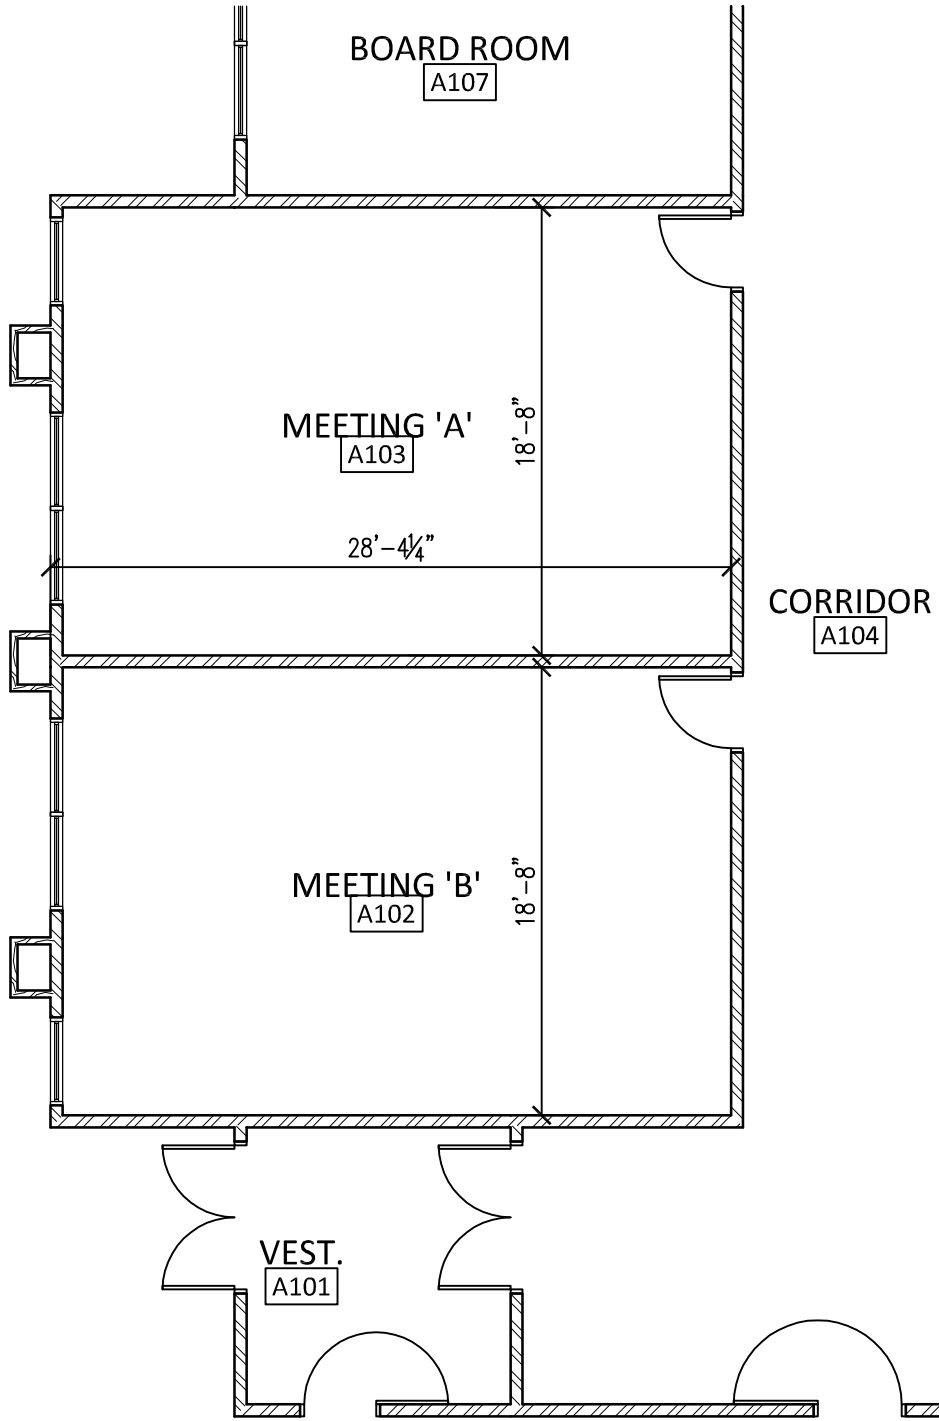 BOARD ROOM
A107
MEETING 'A'
A103
18'-8"
28'-4¼"
CORRIDOR
A104
MEETING 'B'
A102
18'-8"
VEST.
A101